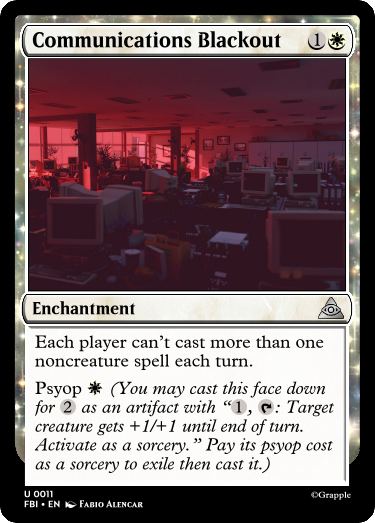 Communications Blackout 1
Enchantment
Each player can't cast more than one
noncreature spell each turn.
Psyop (You may cast this face down
for 2 as an artifact with "1, : Target
creature gets +1/+1 until end of turn.
Activate as a sorcery." Pay its psyop cost
as a sorcery to exile then cast it.)
U 0011
FBI • EN Fabio Alencar
©Grapple